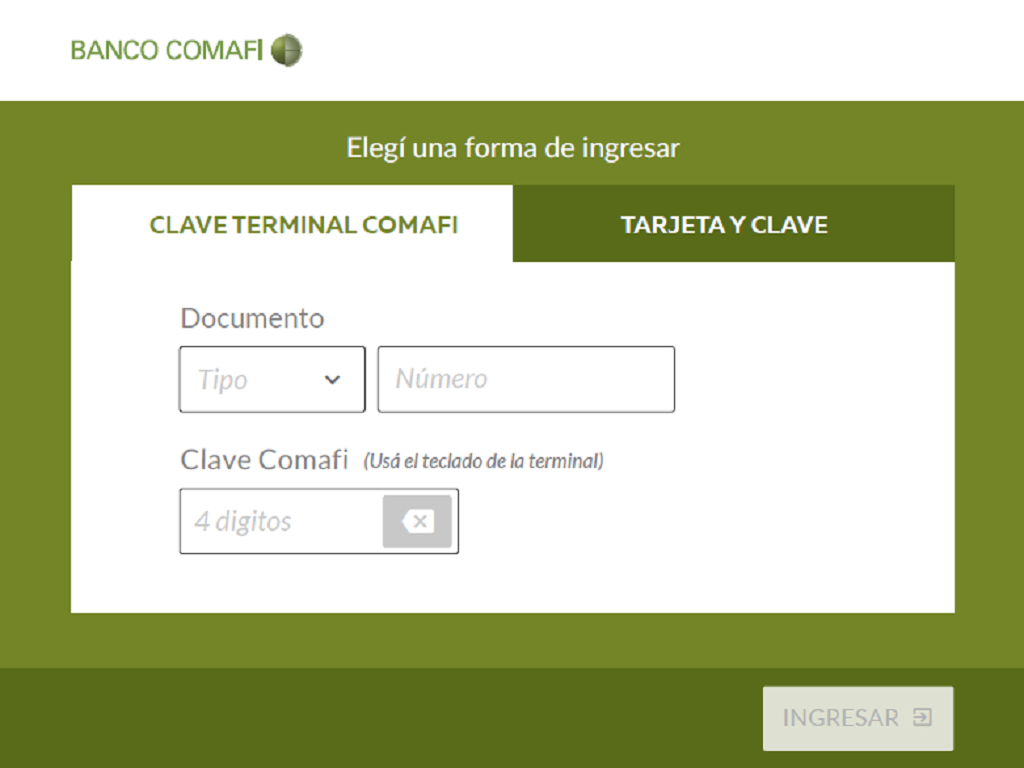 BANCO COMAFI
Elegí una forma de ingresar
CLAVE TERMINAL COMAFI
TARJETA Y CLAVE
Documento
Tipo
Número
Clave Comafi (Usá el teclado de la terminal)
4 digitos
INGRESAR